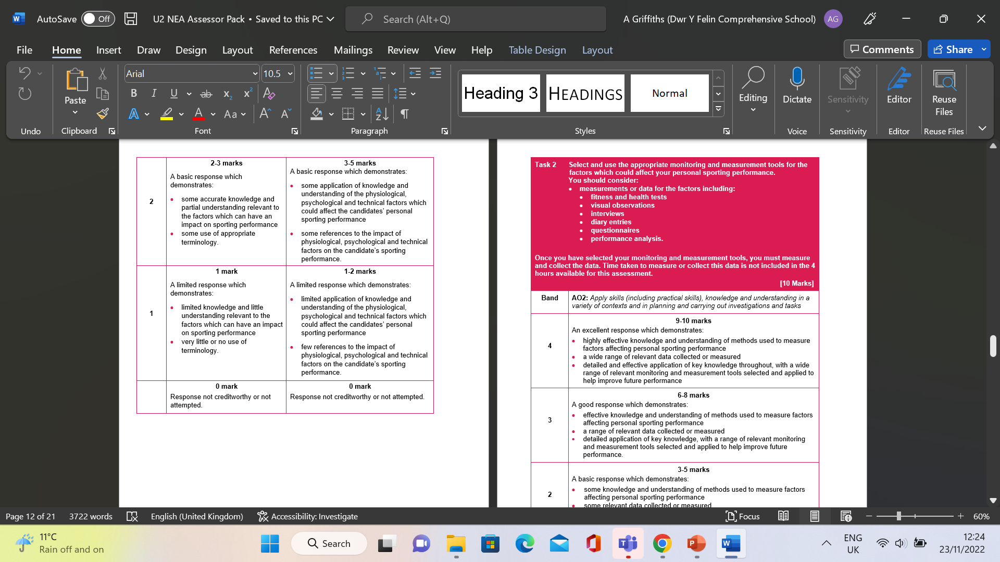 AutoSave Off U2 NEA Assessor Pack • Saved to this PC Search (Alt+Q) A Griffiths (Dwr Y Felin Comprehensive School) AG
File Home Insert Draw Design Layout References Mailings Review View Help Table Design Layout Comments Share
Arial 10.5
Paste
Heading 3 HEADINGS Normal
Editing Dictate Sensitivity Editor Reuse Files
Undo Clipboard Font Paragraph Styles Voice Sensitivity Editor Reuse Files
2-3 marks
A basic response which
demonstrates:
2
• some accurate knowledge and
partial understanding relevant to
the factors which can have an
impact on sporting performance
• some use of appropriate
terminology.
3-5 marks
A basic response which demonstrates:
• some application of knowledge and
understanding of the physiological,
psychological and technical factors which
could affect the candidates’ personal
sporting performance
• some references to the impact of
physiological, psychological and technical
factors on the candidate’s sporting
performance.
1 mark
A limited response which
demonstrates:
1
• limited knowledge and little
understanding relevant to the
factors which can have an impact
on sporting performance
• very little or no use of
terminology.
1-2 marks
A limited response which demonstrates:
• limited application of knowledge and
understanding of the physiological,
psychological and technical factors which
could affect the candidates’ personal
sporting performance
• few references to the impact of
physiological, psychological and technical
factors on the candidate’s sporting
performance.
0 mark
Response not creditworthy or not
attempted.
0 mark
Response not creditworthy or not attempted.
Task 2 Select and use the appropriate monitoring and measurement tools for the
factors which could affect your personal sporting performance.
You should consider:
• measurements or data for the factors including:
• fitness and health tests
• visual observations
• interviews
• diary entries
• questionnaires
• performance analysis.
Once you have selected your monitoring and measurement tools, you must measure
and collect the data. Time taken to measure or collect this data is not included in the 4
hours available for this assessment.
[10 Marks]
Band AO2: Apply skills (including practical skills), knowledge and understanding in a
variety of contexts and in planning and carrying out investigations and tasks
9-10 marks
An excellent response which demonstrates:
4
• highly effective knowledge and understanding of methods used to measure
factors affecting personal sporting performance
• a wide range of relevant data collected or measured
• detailed and effective application of key knowledge throughout, with a wide
range of relevant monitoring and measurement tools selected and applied to
help improve future performance
6-8 marks
A good response which demonstrates:
3
• effective knowledge and understanding of methods used to measure factors
affecting personal sporting performance
• a range of relevant data collected or measured
• detailed application of key knowledge, with a range of relevant monitoring
and measurement tools selected and applied to help improve future
performance.
3-5 marks
A basic response which demonstrates:
2
• some knowledge and understanding of methods used to measure factors
affecting personal sporting performance
• some relevant data collected or measured
Page 12 of 21 3722 words English (United Kingdom) Accessibility: Investigate Focus 60%
11°C
Rain off and on
Search
ENG
UK
12:24
23/11/2022